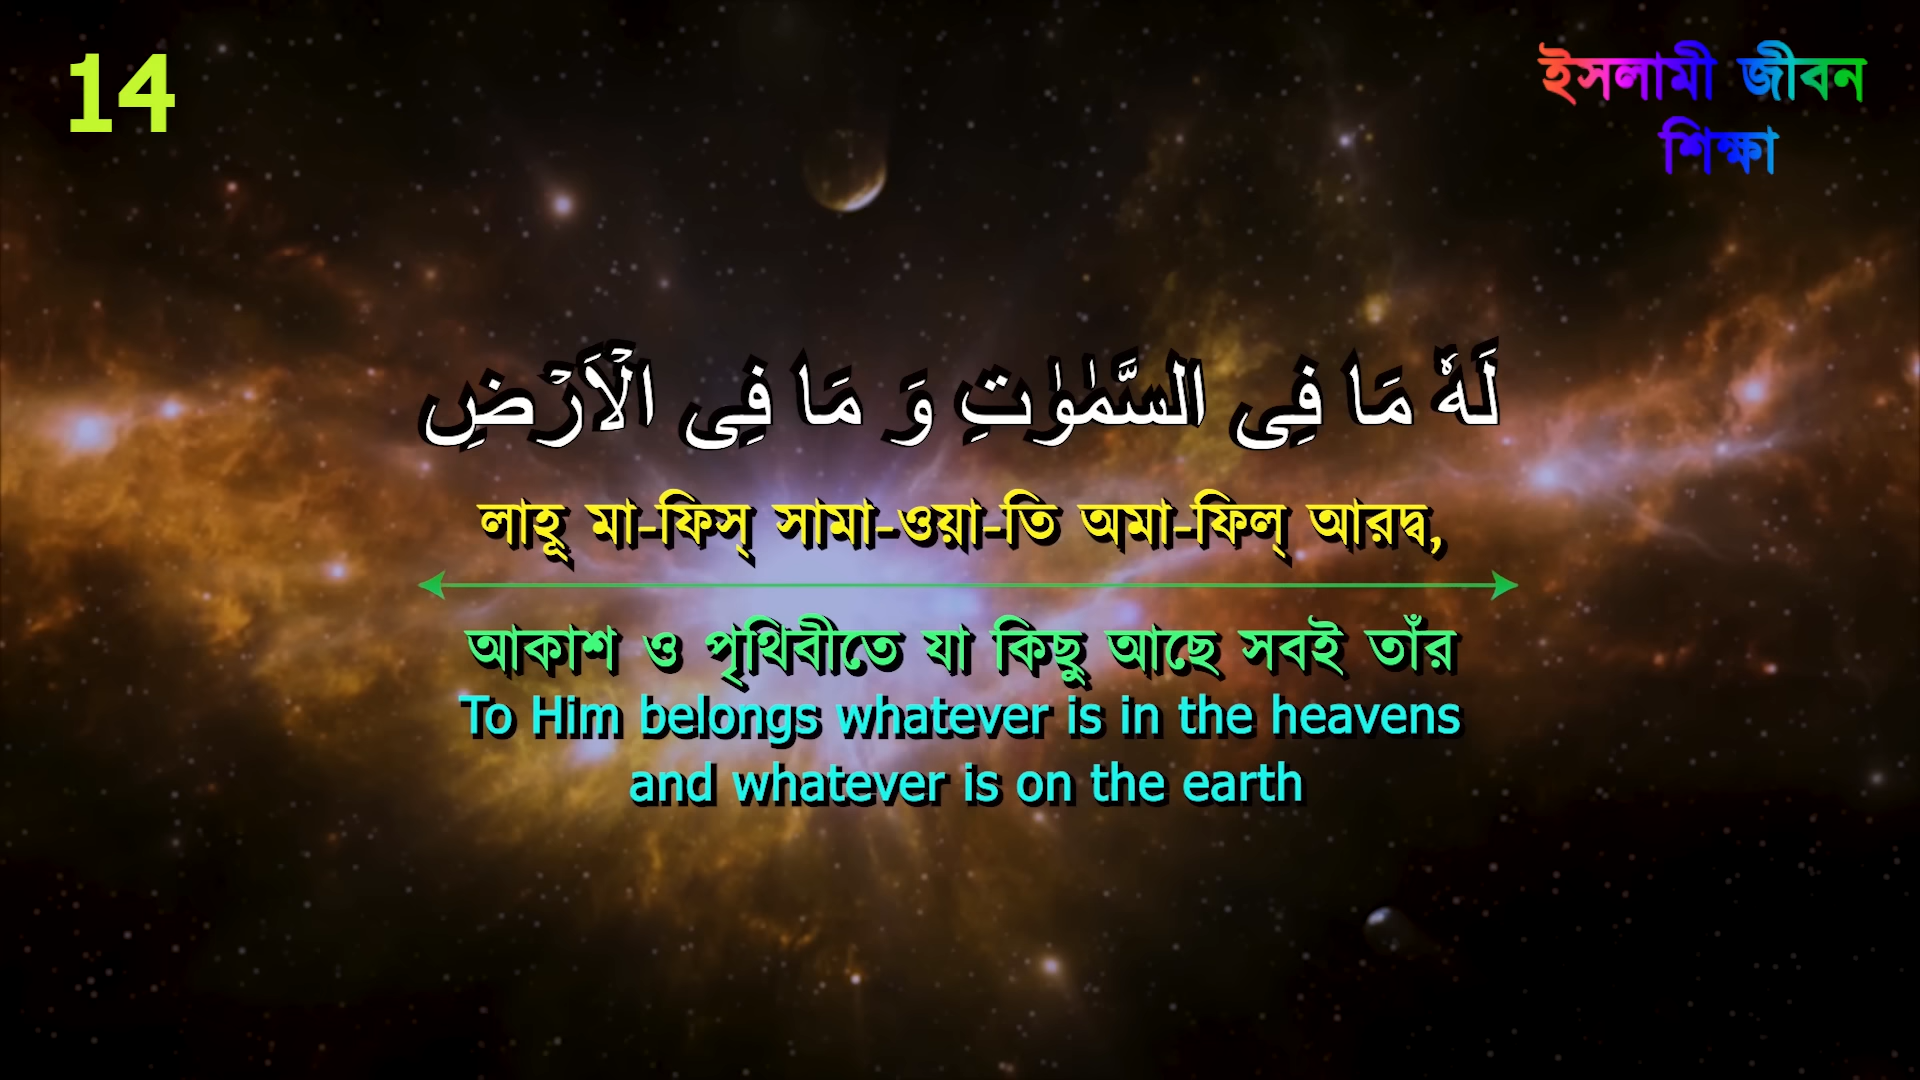 14
ইসলামী জীবন
শিক্ষা
لَهٗ مَا فِی السَّمٰوٰتِ وَ مَا فِی الْاَرْضِ
লাহূ মা-ফিস্ সামা-ওয়া-তি অমা-ফিল্ আরদ্ব,
আকাশ ও পৃথিবীতে যা কিছু আছে সবই তাঁর
To Him belongs whatever is in the heavens
and whatever is on the earth